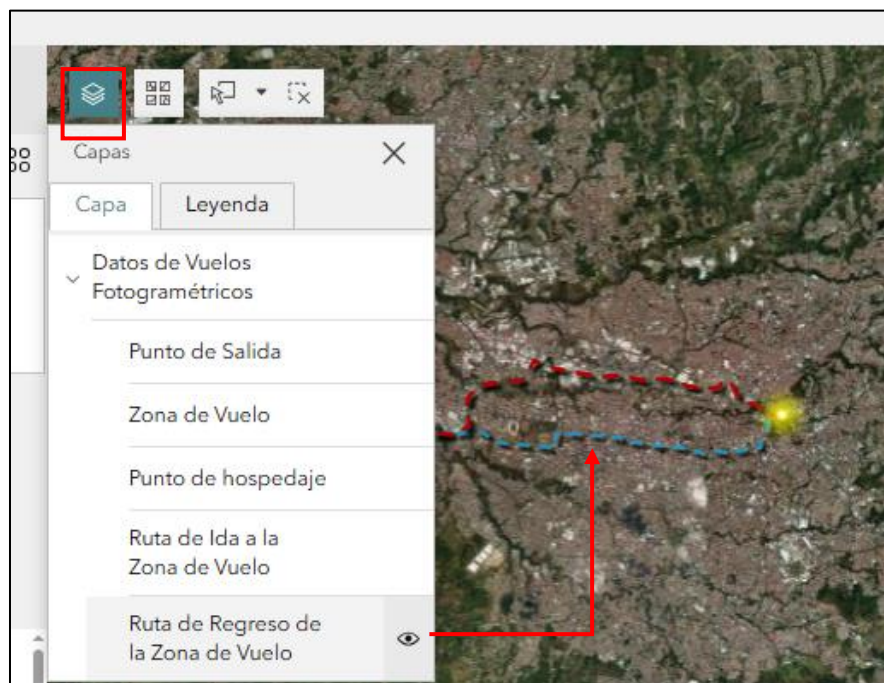 Capas
Capa
Leyenda
Datos de Vuelos
Fotogramétricos
Punto de Salida
Zona de Vuelo
Punto de hospedaje
Ruta de Ida a la
Zona de Vuelo
Ruta de Regreso de
la Zona de Vuelo